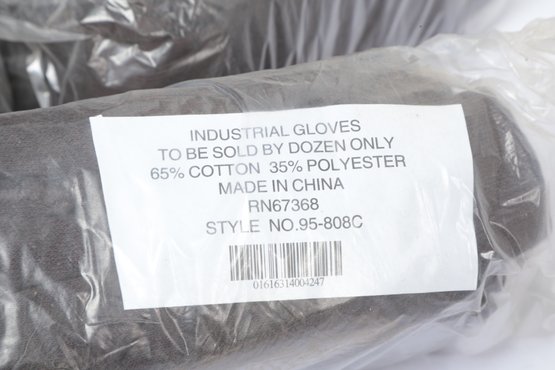 INDUSTRIAL GLOVES
TO BE SOLD BY DOZEN ONLY
65% COTTON 35% POLYESTER
MADE IN CHINA
RN67368
STYLE NO.95-808C
01616314004247